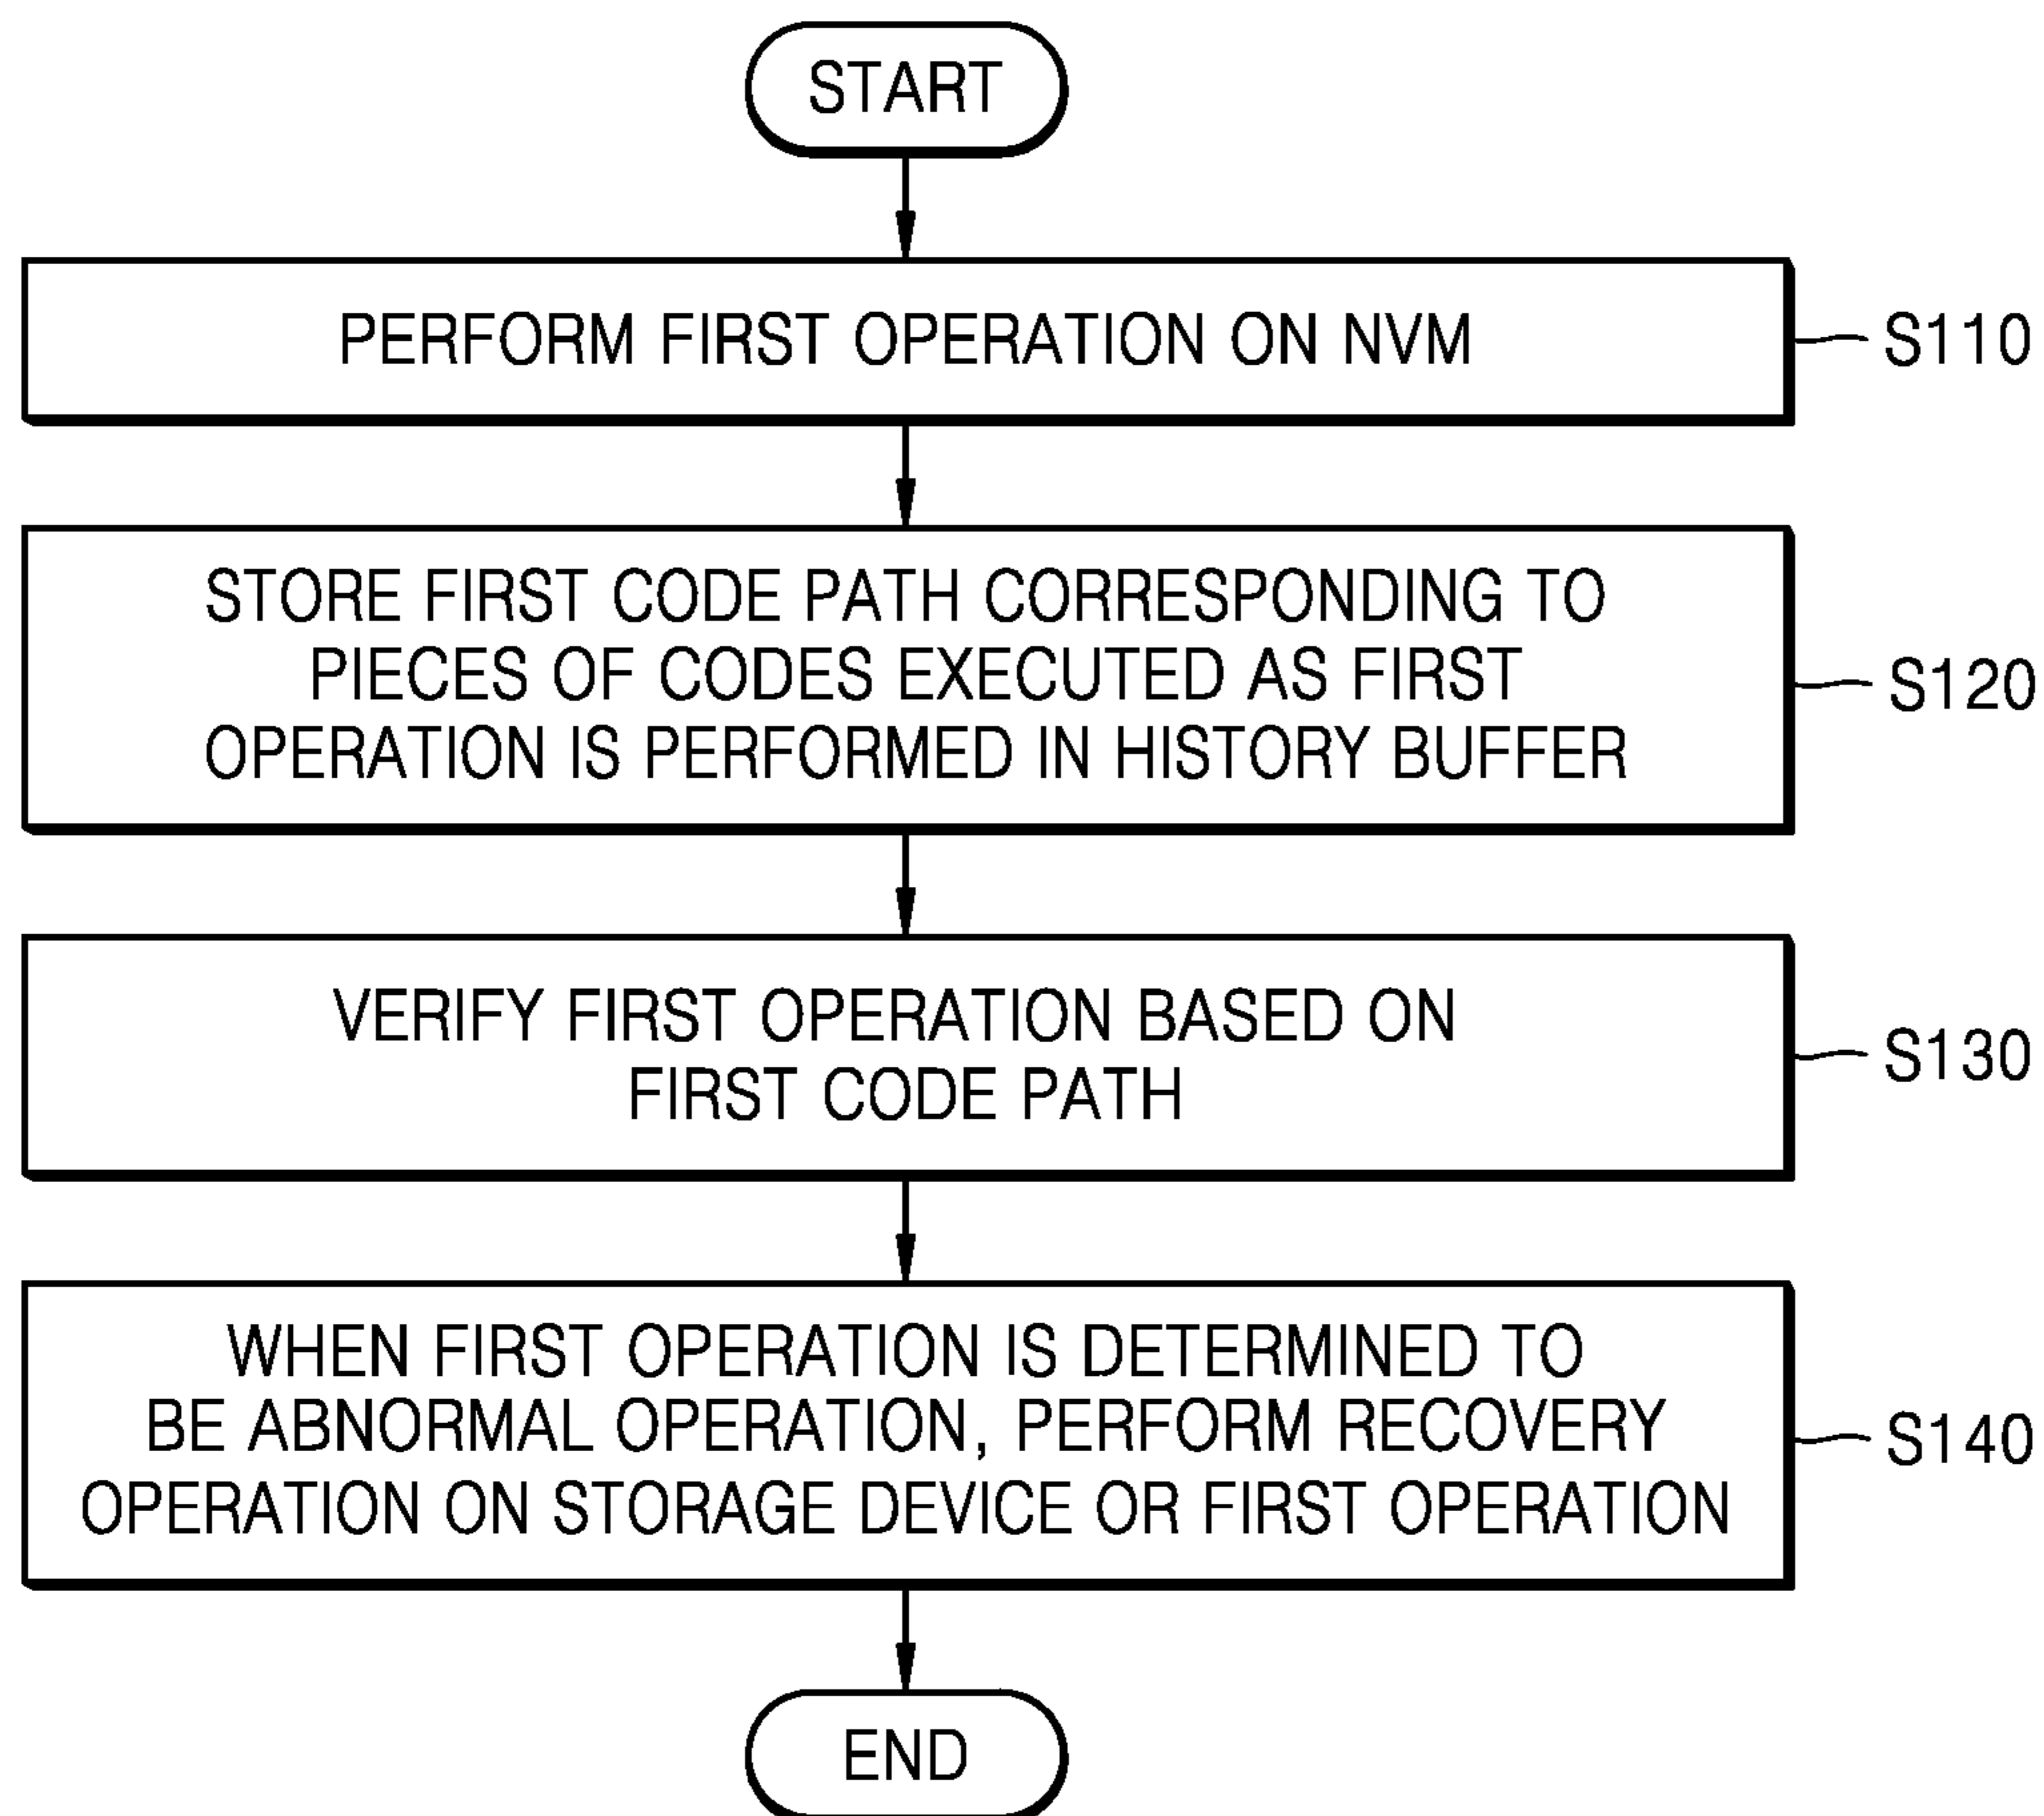 START
PERFORM FIRST OPERATION ON NVM
S110
STORE FIRST CODE PATH CORRESPONDING TO
PIECES OF CODES EXECUTED AS FIRST
OPERATION IS PERFORMED IN HISTORY BUFFER
S120
VERIFY FIRST OPERATION BASED ON
FIRST CODE PATH
S130
WHEN FIRST OPERATION IS DETERMINED TO
BE ABNORMAL OPERATION, PERFORM RECOVERY
OPERATION ON STORAGE DEVICE OR FIRST OPERATION
S140
END